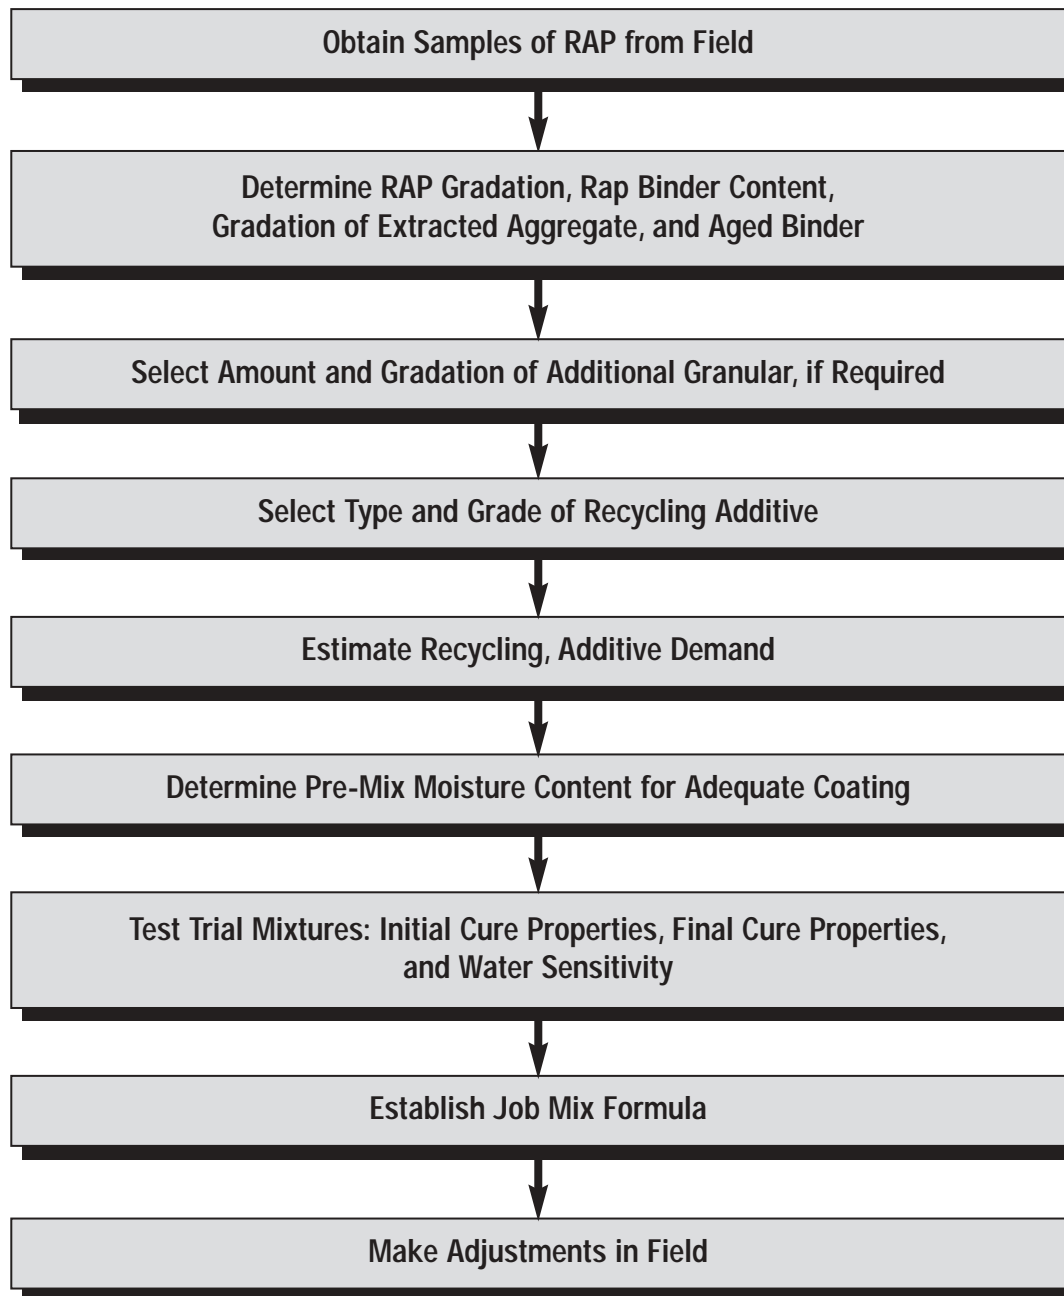 Obtain Samples of RAP from Field
Determine RAP Gradation, Rap Binder Content,
Gradation of Extracted Aggregate, and Aged Binder
Select Amount and Gradation of Additional Granular, if Required
Select Type and Grade of Recycling Additive
Estimate Recycling, Additive Demand
Determine Pre-Mix Moisture Content for Adequate Coating
Test Trial Mixtures: Initial Cure Properties, Final Cure Properties,
and Water Sensitivity
Establish Job Mix Formula
Make Adjustments in Field